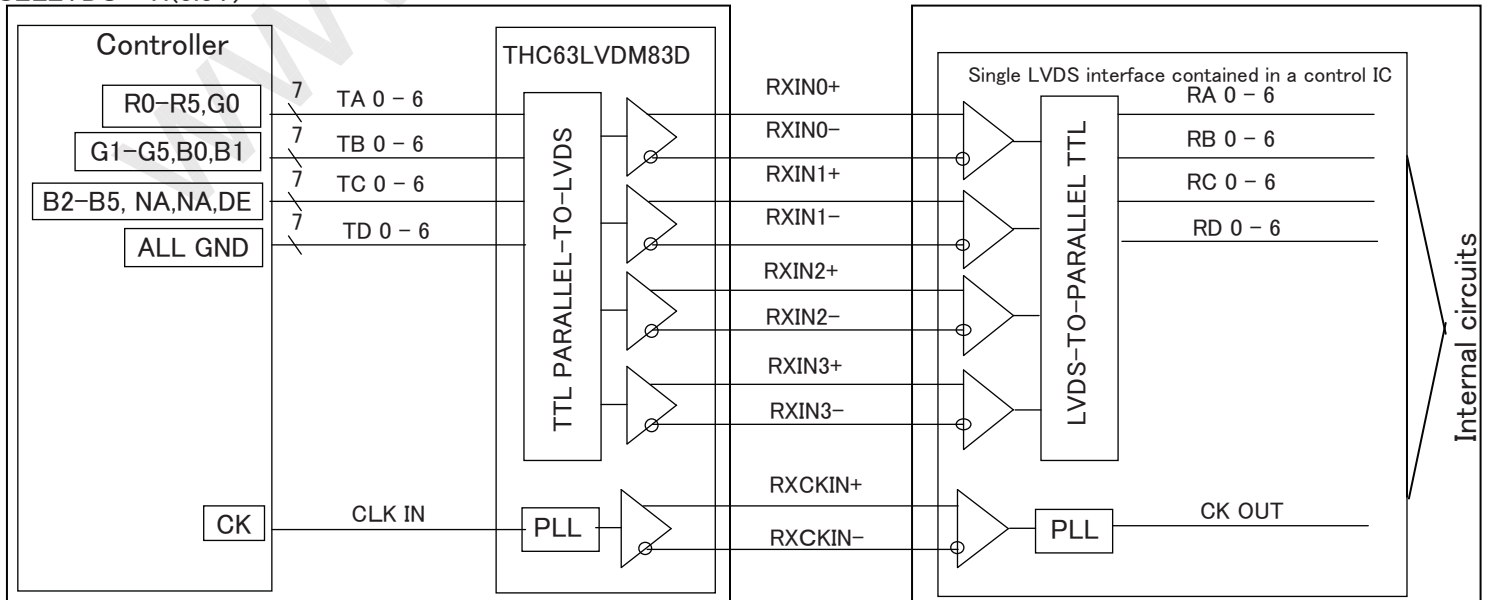 Controller
THC63LVDM83D
Single LVDS interface contained in a control IC
R0-R5,G0
7
TA 0 - 6
RXIN0+
RXIN0-
RA 0 - 6
G1-G5,B0,B1
7
TB 0 - 6
RXIN1+
RXIN1-
RB 0 - 6
B2-B5, NA,NA,DE
7
TC 0 - 6
RXIN2+
RXIN2-
RC 0 - 6
ALL GND
7
TD 0 - 6
RXIN3+
RXIN3-
RD 0 - 6
TTL PARALLEL-TO-LVDS
LVDS-TO-PARALLEL TTL
Internal circuits
CK
CLK IN
PLL
RXCKIN+
RXCKIN-
PLL
CK OUT